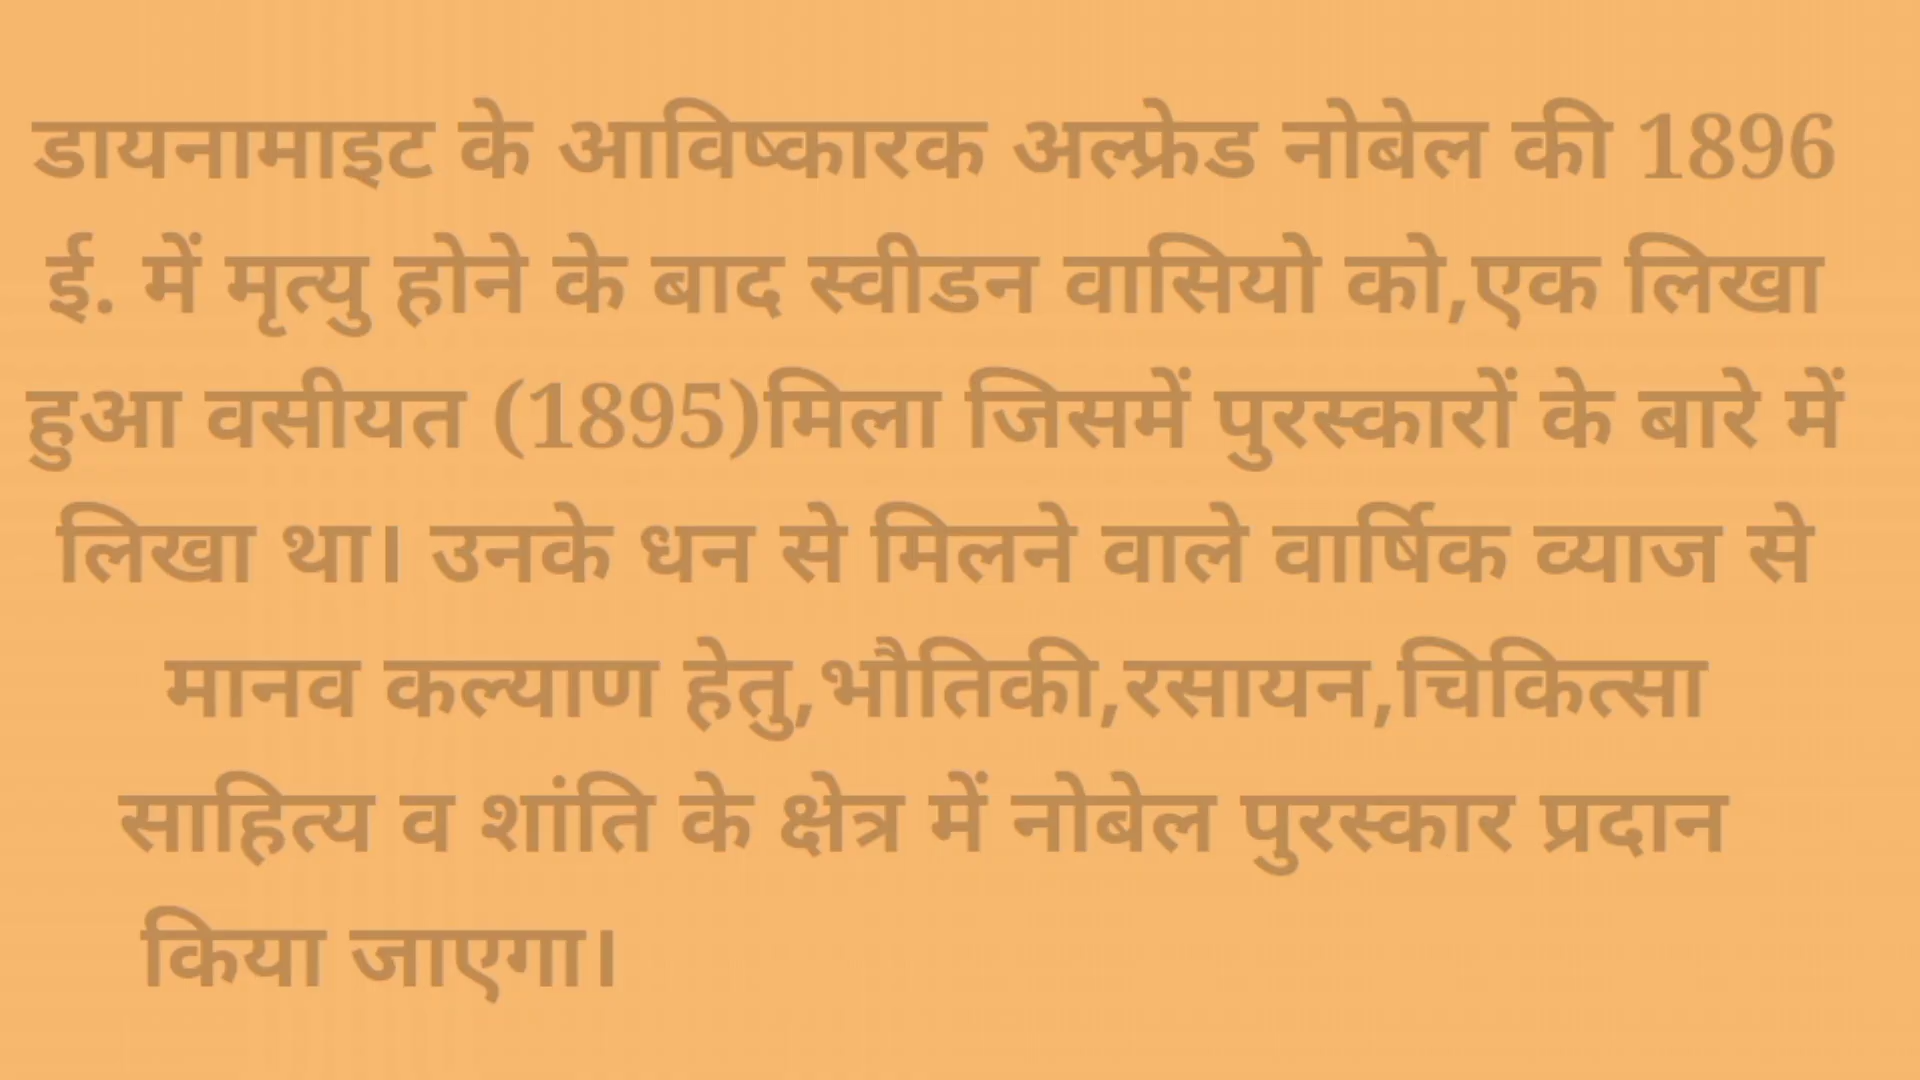 डायनामाइट के आविष्कारक अल्फ्रेड नोबेल की 1896
ई. में मृत्यु होने के बाद स्वीडन वासियो को,एक लिखा
हुआ वसीयत (1895)मिला जिसमें पुरस्कारों के बारे में
लिखा था। उनके धन से मिलने वाले वार्षिक व्याज से
मानव कल्याण हेतु,भौतिकी,रसायन,चिकित्सा
साहित्य व शांति के क्षेत्र में नोबेल पुरस्कार प्रदान
किया जाएगा।